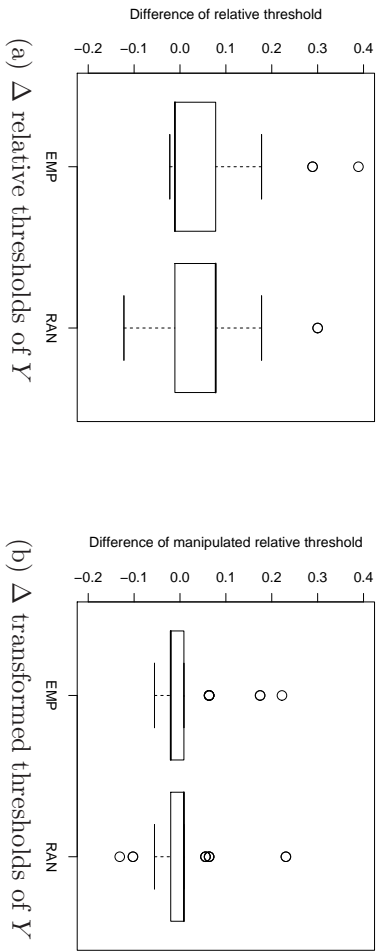 Difference of relative threshold
−0.2 −0.1 0.0 0.1 0.2 0.3 0.4
EMP RAN
(a) Δ relative thresholds of Y
Difference of manipulated relative threshold
−0.2 −0.1 0.0 0.1 0.2 0.3 0.4
EMP RAN
(b) Δ transformed thresholds of Y